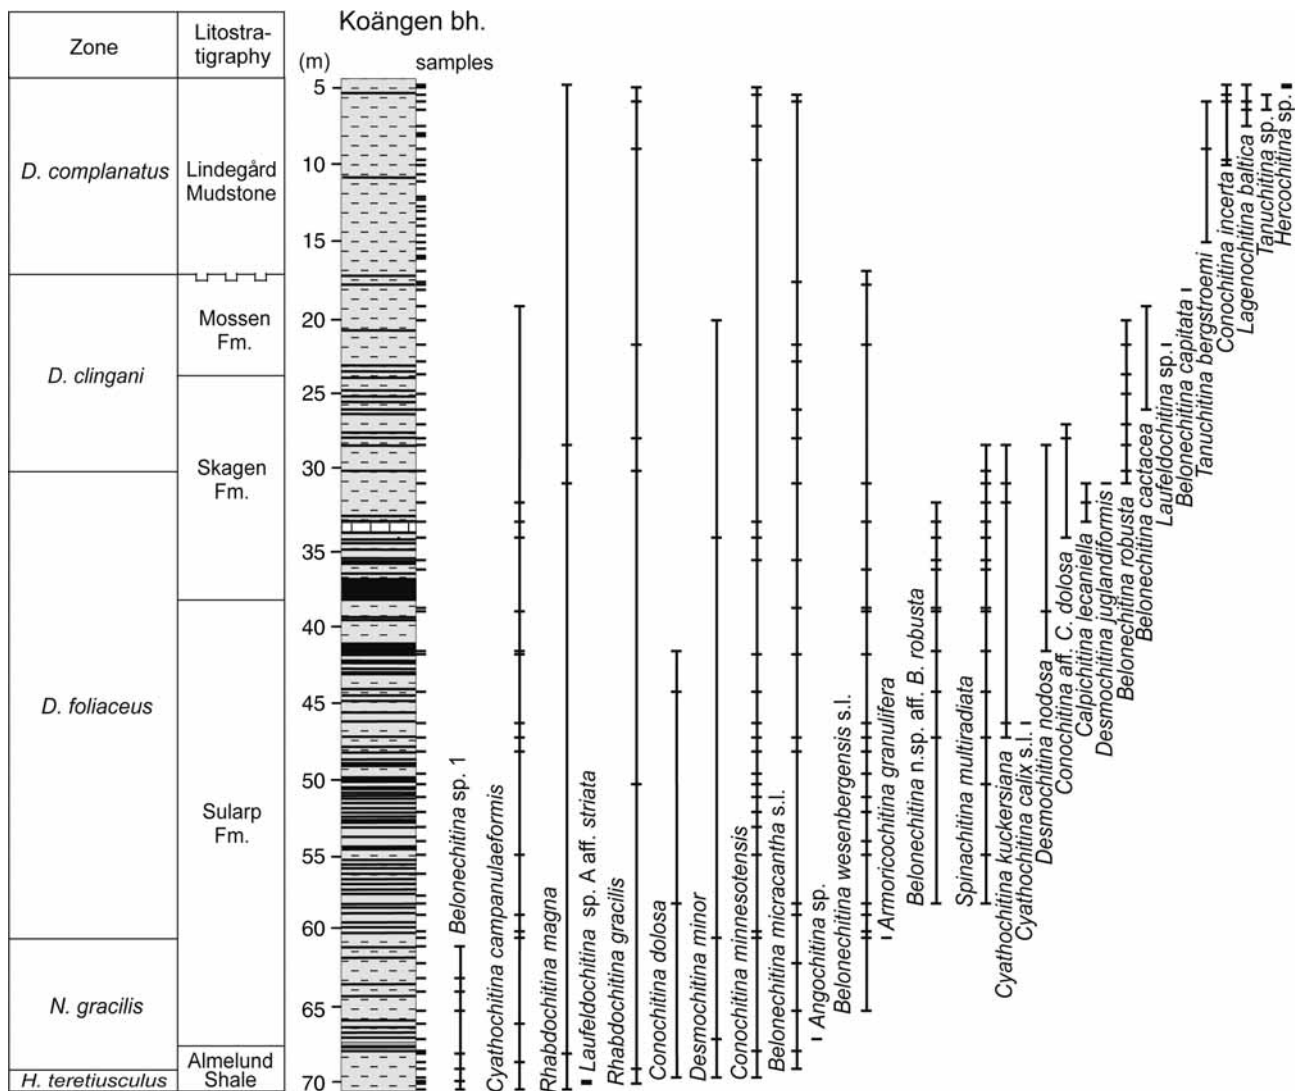 Koängen bh.
Zone
Litostra-
tigraphy
(m)
samples
5
10
15
20
25
30
35
40
45
50
55
60
65
70
D. complanatus
D. clingani
D. foliaceus
N. gracilis
H. teretiusculus
Lindegård
Mudstone
Mossen
Fm.
Skagen
Fm.
Sularp
Fm.
Almelund
Shale
Belonechitina sp. 1
Cyathochitina campanulaeformis
Rhabdochitina magna
Laufeldochitina sp. A aff. striata
Rhabdochitina gracilis
Conochitina dolosa
Desmochitina minor
Conochitina minnesotensis
Belonechitina micracantha s.l.
Angochitina sp.
Belonechitina wesenbergensis s.l.
Armoricochitina granulifera
Belonechitina n.sp. aff. B. robusta
Spinachitina multiradiata
Cyathochitina kuckersiana
Cyathochitina calix s.l.
Desmochitina nodosa
Conochitina aff. C. dolosa
Calpichitina lecaniella
Desmochitina juglandiformis
Belonechitina robusta
Belonechitina cactacea
Laufeldochitina sp.
Belonechitina capitata
Tanuchitina bergstroemi
Conochitina incerta
Lagenochitina baltica
Tanuchitina sp.
Hercochitina sp.